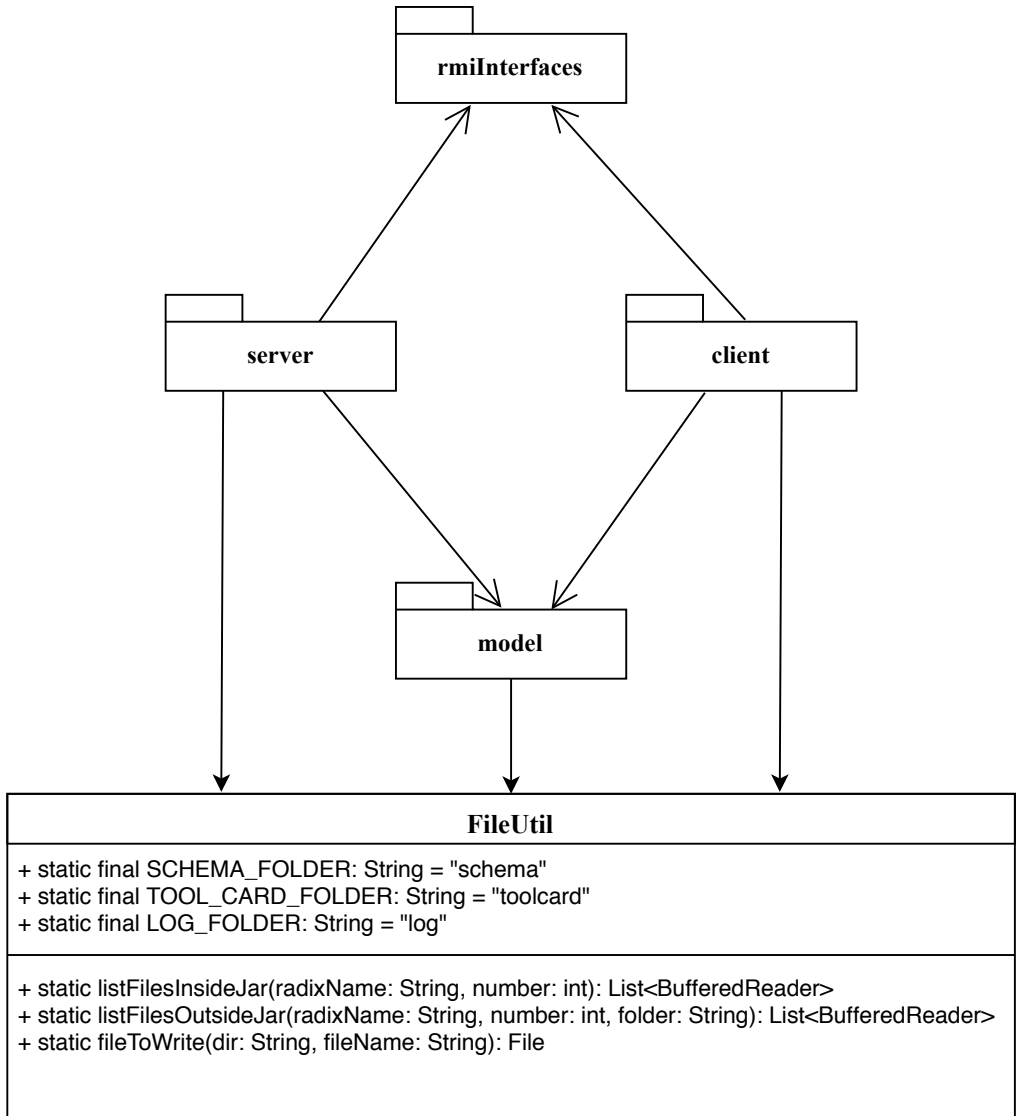 rmiInterfaces
server
client
model
FileUtil
+ static final SCHEMA_FOLDER: String = "schema"
+ static final TOOL_CARD_FOLDER: String = "toolcard"
+ static final LOG_FOLDER: String = "log"
+ static listFilesInsideJar(radixName: String, number: int): List<BufferedReader>
+ static listFilesOutsideJar(radixName: String, number: int, folder: String): List<BufferedReader>
+ static fileToWrite(dir: String, fileName: String): File